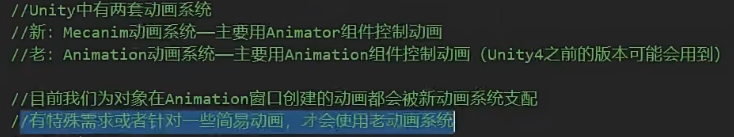 //Unity中有两套动画系统
//新：Mecanim动画系统——主要用Animator组件控制动画
//老：Animation动画系统——主要用Animation组件控制动画（Unity4之前的版本可能会用到）
//目前我们为对象在Animation窗口创建的动画都会被新动画系统支配
//有特殊需求或者针对一些简易动画，才会使用老动画系统